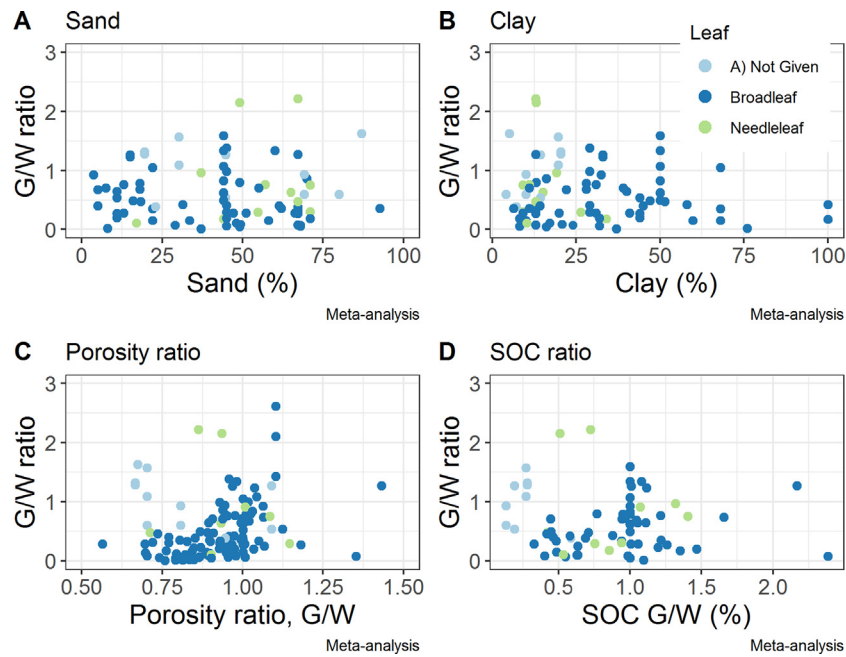 A Sand
G/W ratio
3
2
1
0
0 25 50 75 100
Sand (%)
Meta-analysis
B Clay
Leaf
A) Not Given
Broadleaf
Needleleaf
G/W ratio
3
2
1
0
0 25 50 75 100
Clay (%)
Meta-analysis
C Porosity ratio
G/W ratio
3
2
1
0
0.50 0.75 1.00 1.25 1.50
Porosity ratio, G/W
Meta-analysis
D SOC ratio
G/W ratio
3
2
1
0
0.5 1.0 1.5 2.0
SOC G/W (%)
Meta-analysis